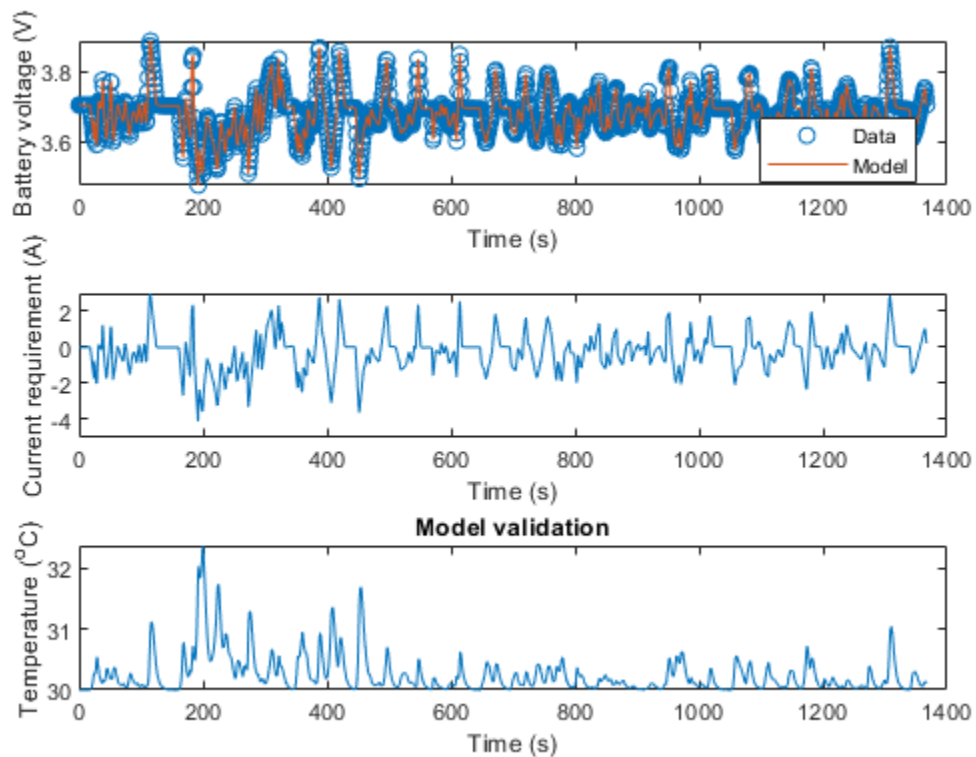 Battery voltage (V)
3.8
3.6
Data
Model
0 200 400 600 800 1000 1200 1400
Time (s)
Current requirement (A)
2
0
-2
-4
0 200 400 600 800 1000 1200 1400
Time (s)
Model validation
Temperature (°C)
32
31
30
0 200 400 600 800 1000 1200 1400
Time (s)